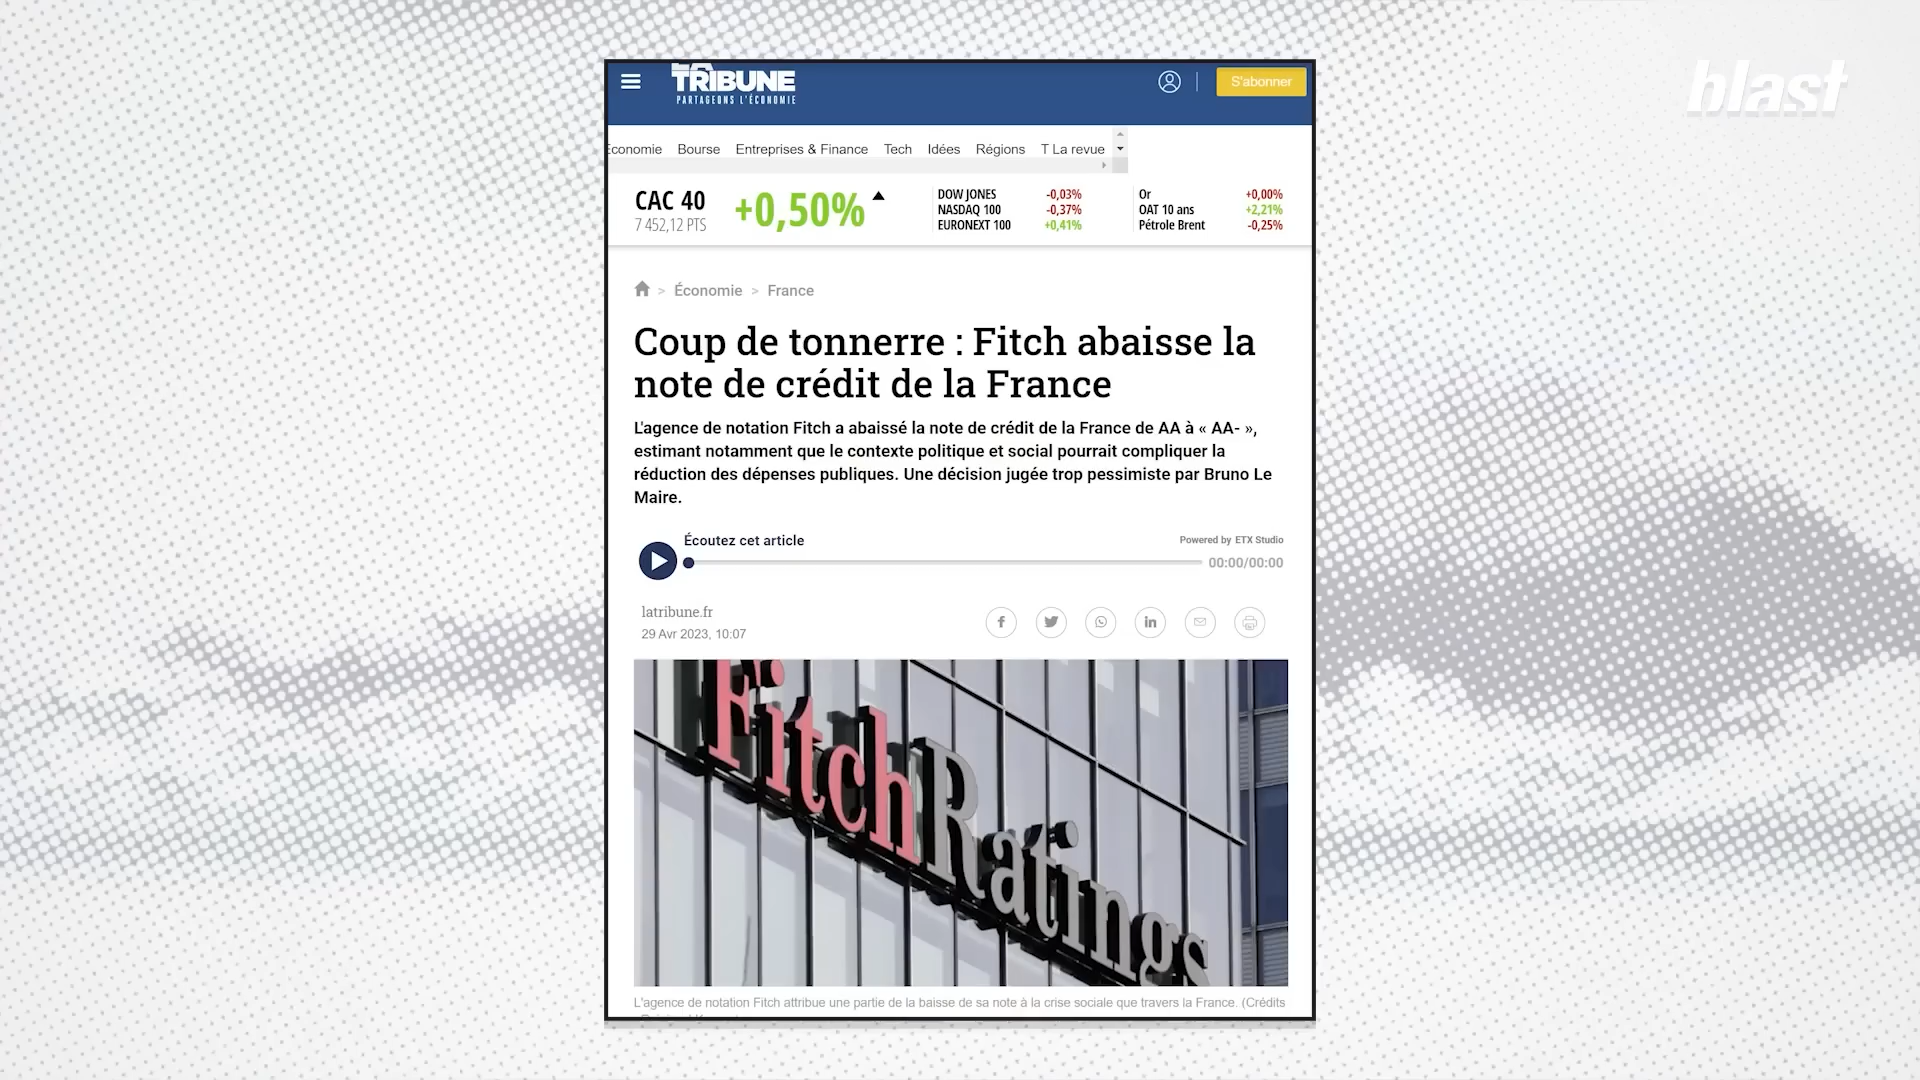 blast
LA
TRIBUNE
PARTAGEONS L'ÉCONOMIE
S'abonner
Économie Bourse Entreprises & Finance Tech Idées Régions T La revue
CAC 40
7 452,12 PTS
+0,50%
DOW JONES -0,03%
NASDAQ 100 -0,37%
EURONEXT 100 +0,41%
Or +0,00%
OAT 10 ans +2,21%
Pétrole Brent -0,25%
> Économie > France
Coup de tonnerre : Fitch abaisse la
note de crédit de la France
L'agence de notation Fitch a abaissé la note de crédit de la France de AA à « AA- »,
estimant notamment que le contexte politique et social pourrait compliquer la
réduction des dépenses publiques. Une décision jugée trop pessimiste par Bruno Le
Maire.
Écoutez cet article
Powered by ETX Studio
00:00/00:00
latribune.fr
29 Avr 2023, 10:07
FitchRatings
L'agence de notation Fitch attribue une partie de la baisse de sa note à la crise sociale que travers la France. (Crédits